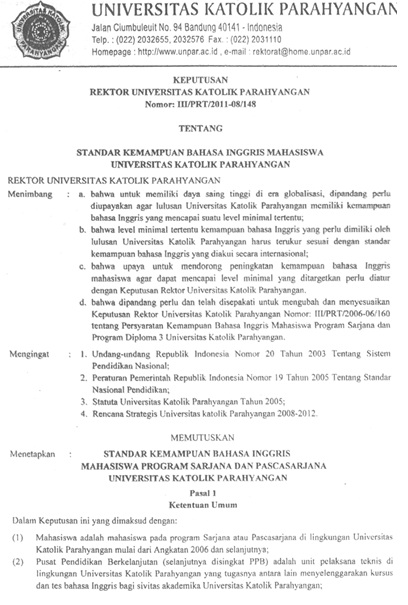 UNIVERSITAS KATOLIK PARAHYANGAN
Jalan Ciumbuleuit No. 94 Bandung 40141 - Indonesia
Telp. : (022) 2032655, 2032576 Fax. : (022) 2031110
Homepage : http://www.unpar.ac.id , e-mail : rektorat@home.unpar.ac.id
KEPUTUSAN
REKTOR UNIVERSITAS KATOLIK PARAHYANGAN
Nomor: III/PRT/2011-08/148
TENTANG
STANDAR KEMAMPUAN BAHASA INGGRIS MAHASISWA
UNIVERSITAS KATOLIK PARAHYANGAN
REKTOR UNIVERSITAS KATOLIK PARAHYANGAN
Menimbang : a. bahwa untuk memiliki daya saing tinggi di era globalisasi, dipandang perlu
diupayakan agar lulusan Universitas Katolik Parahyangan memiliki kemampuan
bahasa Inggris yang mencapai suatu level minimal tertentu;
b. bahwa level minimal tertentu kemampuan bahasa Inggris yang perlu dimiliki oleh
lulusan Universitas Katolik Parahyangan harus terukur sesuai dengan standar
kemampuan bahasa Inggris yang diakui secara internasional;
c. bahwa upaya untuk mendorong peningkatan kemampuan bahasa Inggris
mahasiswa agar dapat mencapai level minimal yang ditargetkan perlu diatur
dengan Keputusan Rektor Universitas Katolik Parahyangan.
d. bahwa dipandang perlu dan telah disepakati untuk mengubah dan menyesuaikan
Keputusan Rektor Universitas Katolik Parahyangan Nomor: III/PRT/2006-06/160
tentang Persyaratan Kemampuan Bahasa Inggris Mahasiswa Program Sarjana dan
Program Diploma 3 Universitas Katolik Parahyangan.
Mengingat : 1. Undang-undang Republik Indonesia Nomor 20 Tahun 2003 Tentang Sistem
Pendidikan Nasional;
2. Peraturan Pemerintah Republik Indonesia Nomor 19 Tahun 2005 Tentang Standar
Nasional Pendidikan;
3. Statuta Universitas Katolik Parahyangan Tahun 2005;
4. Rencana Strategis Universitas katolik Parahyangan 2008-2012.
MEMUTUSKAN
Menetapkan : STANDAR KEMAMPUAN BAHASA INGGRIS
MAHASISWA PROGRAM SARJANA DAN PASCASARJANA
UNIVERSITAS KATOLIK PARAHYANGAN
Pasal 1
Ketentuan Umum
Dalam Keputusan ini yang dimaksud dengan:
(1) Mahasiswa adalah mahasiswa pada program Sarjana atau Pascasarjana di lingkungan Universitas
Katolik Parahyangan mulai dari Angkatan 2006 dan selanjutnya;
(2) Pusat Pendidikan Berkelanjutan (selanjutnya disingkat PPB) adalah unit pelaksana teknis di
lingkungan Universitas Katolik Parahyangan yang tugasnya antara lain menyelenggarakan kursus
dan tes bahasa Inggris bagi sivitas akademika Universitas Katolik Parahyangan;